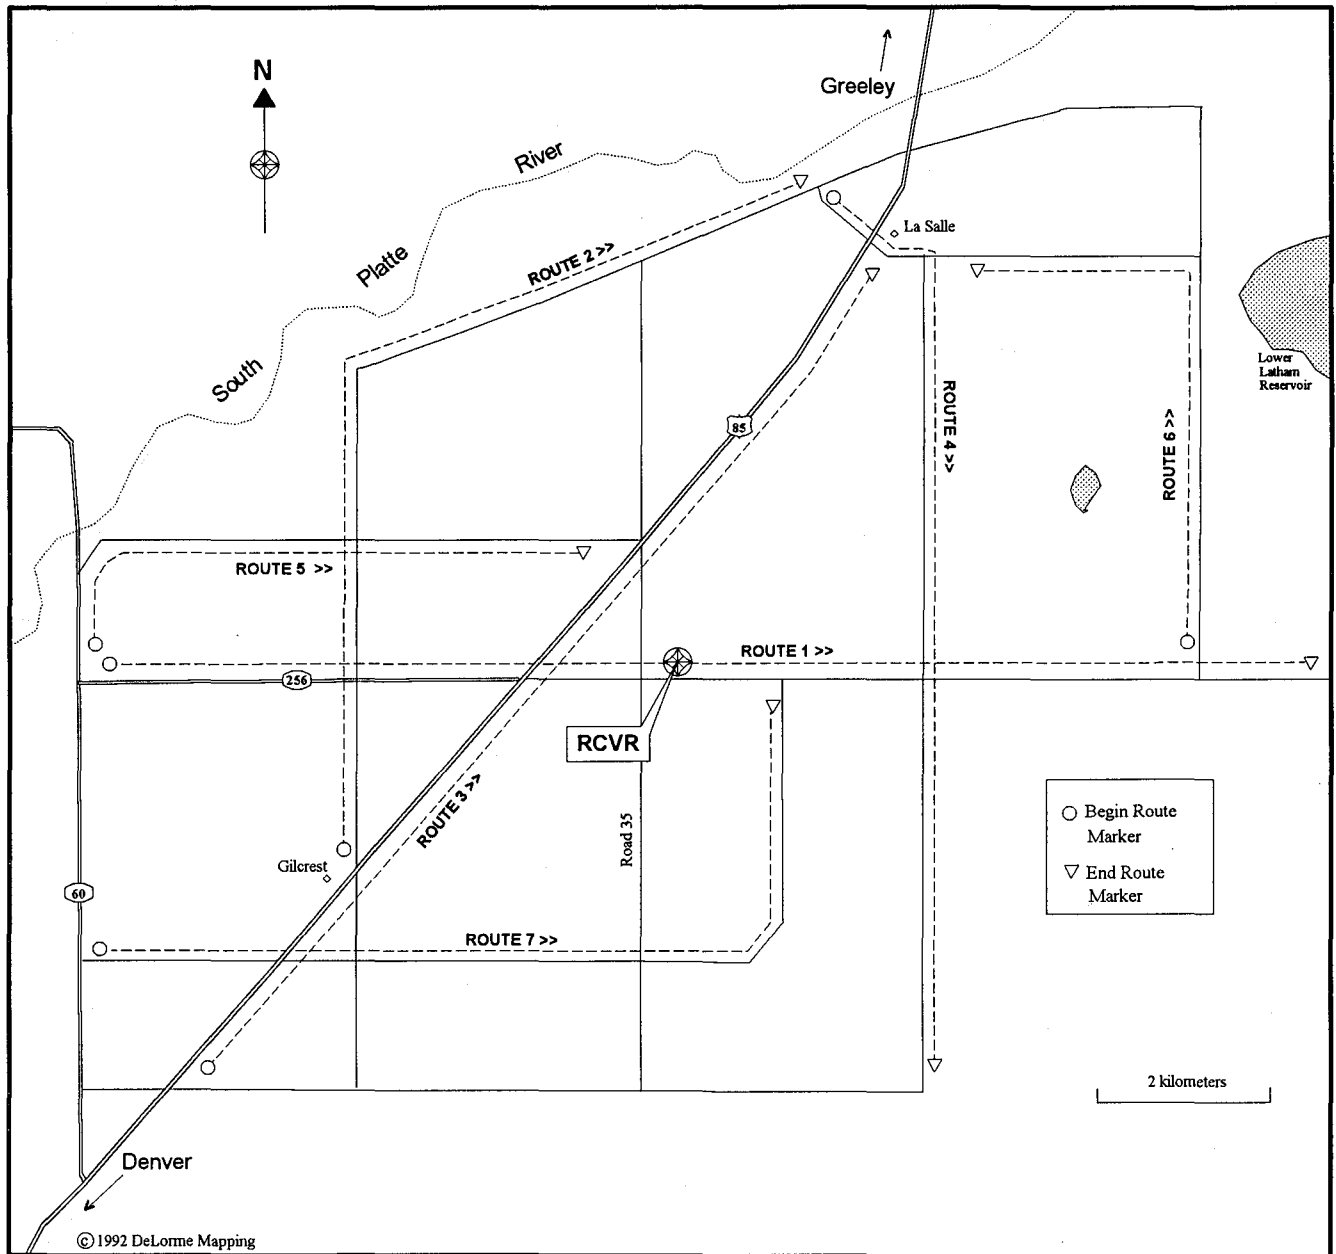 N
Greeley
River
La Salle
ROUTE 2 >>
Platte
South
Lower
Latham
Reservoir
85
ROUTE 4 >>
ROUTE 6 >>
ROUTE 5 >>
ROUTE 1 >>
256
RCVR
ROUTE 3 >>
Road 35
Begin Route
Marker
End Route
Marker
Gilcrest
60
ROUTE 7 >>
2 kilometers
Denver
© 1992 DeLorme Mapping